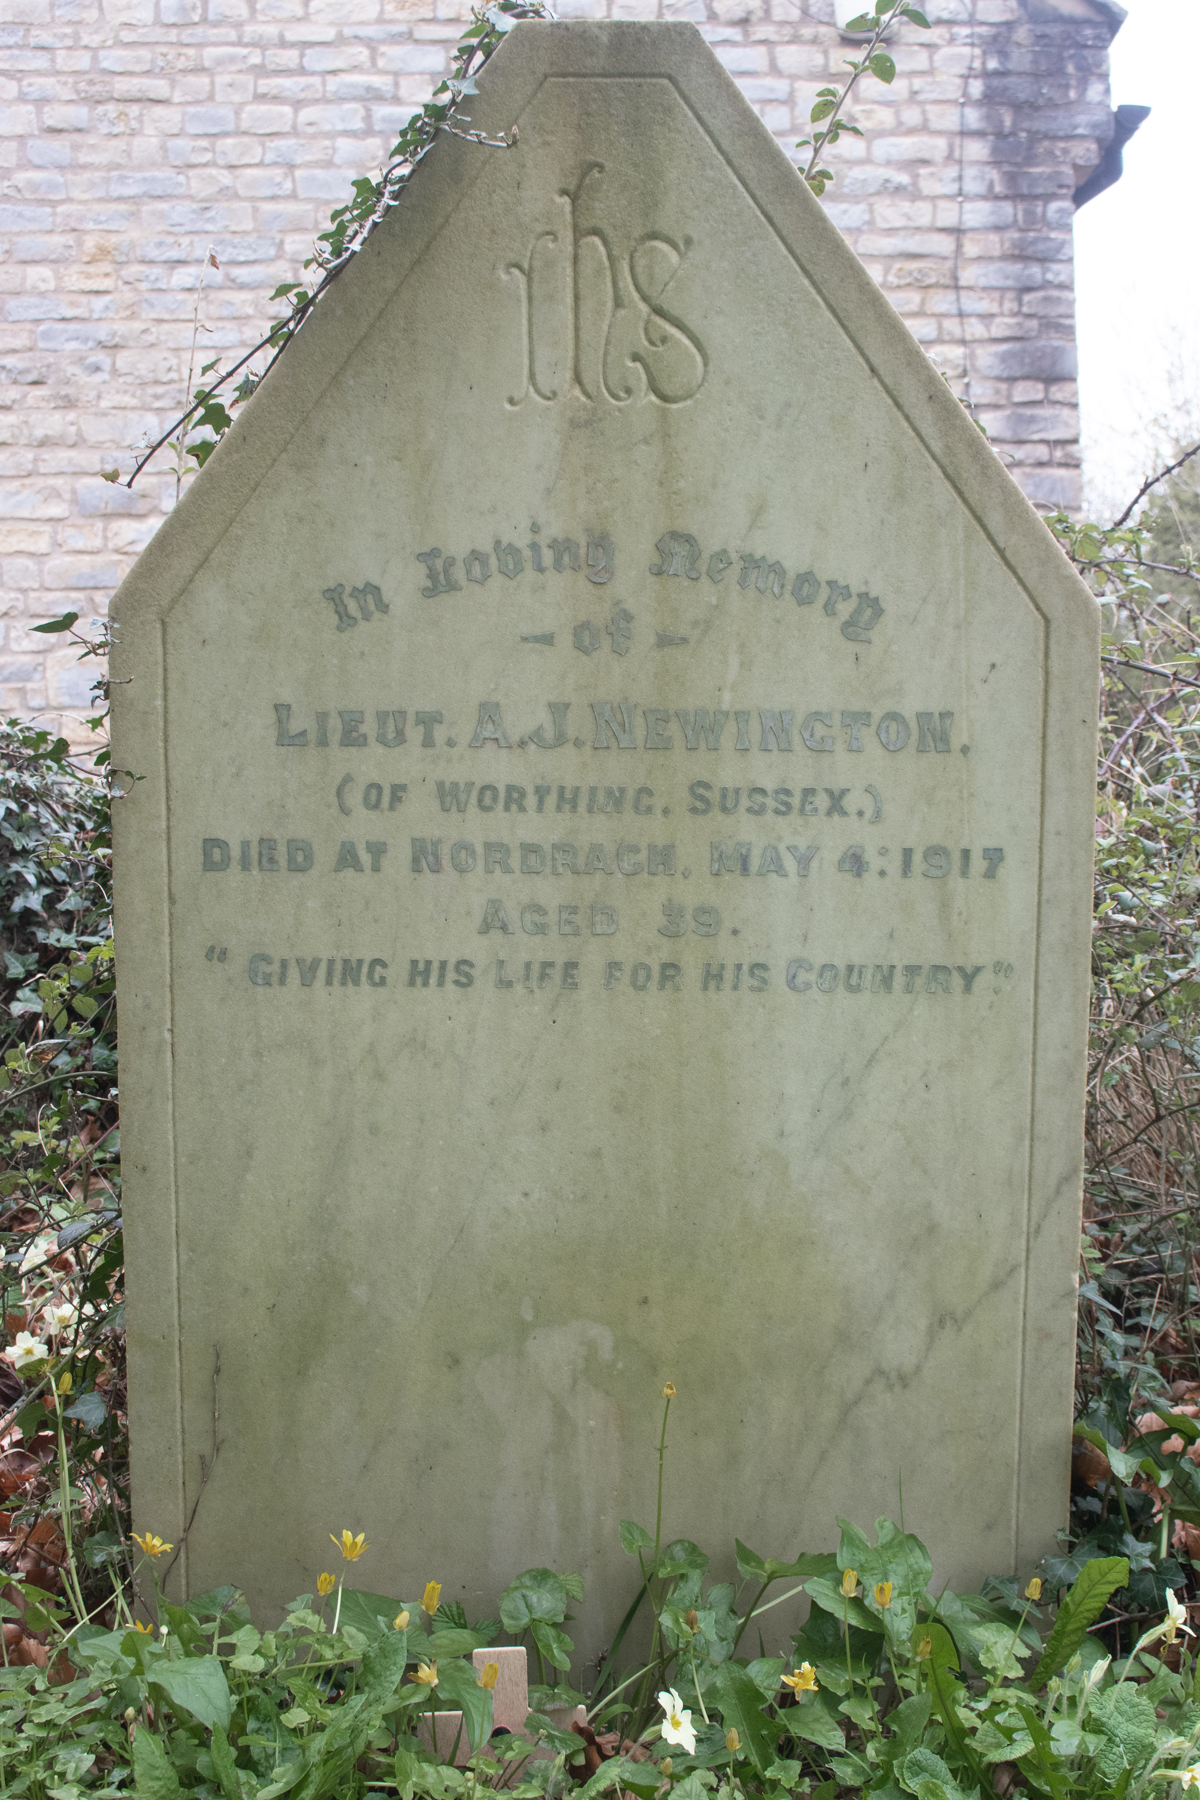 ihs
In Loving Memory
- of -
LIEUT. A. J. NEWINGTON.
(OF WORTHING. SUSSEX.)
DIED AT NORDRACH, MAY 4: 1917
AGED 39.
"GIVING HIS LIFE FOR HIS COUNTRY".